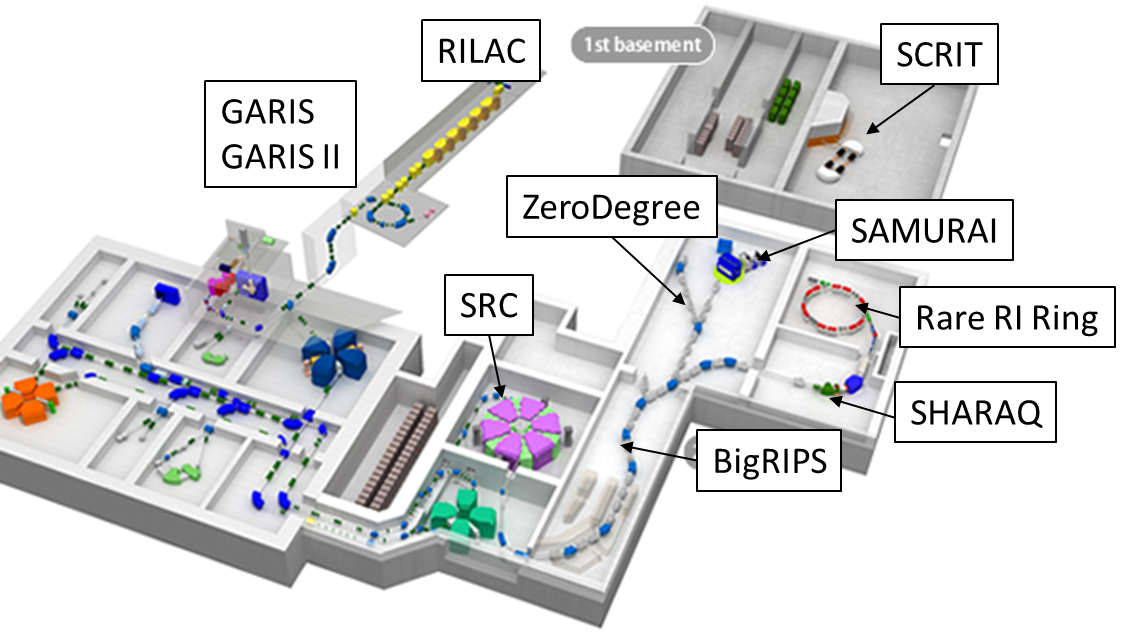 RILAC
1st basement
SCRIT
GARIS
GARIS II
ZeroDegree
SAMURAI
SRC
Rare RI Ring
SHARAQ
BigRIPS